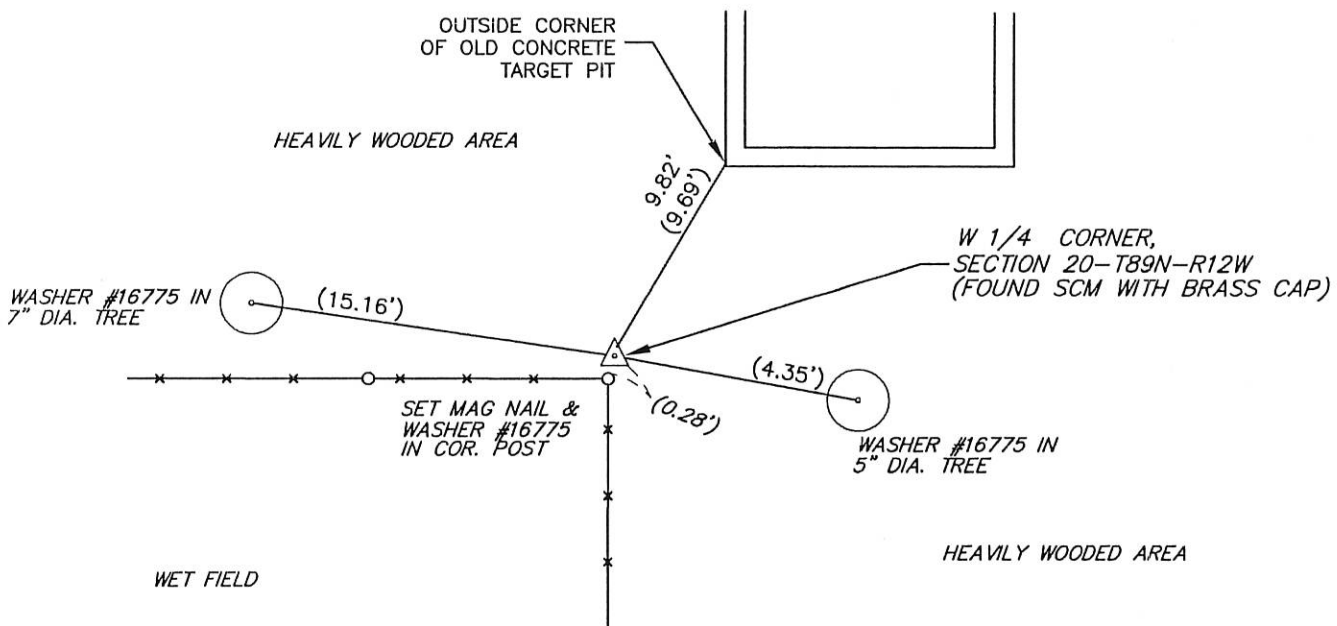 OUTSIDE CORNER
OF OLD CONCRETE
TARGET PIT
HEAVILY WOODED AREA
9.82'
(9.69')
W 1/4 CORNER,
SECTION 20-T89N-R12W
(FOUND SCM WITH BRASS CAP)
WASHER #16775 IN
7" DIA. TREE
(15.16')
(4.35')
(0.28')
SET MAG NAIL &
WASHER #16775
IN COR. POST
WASHER #16775 IN
5" DIA. TREE
HEAVILY WOODED AREA
WET FIELD